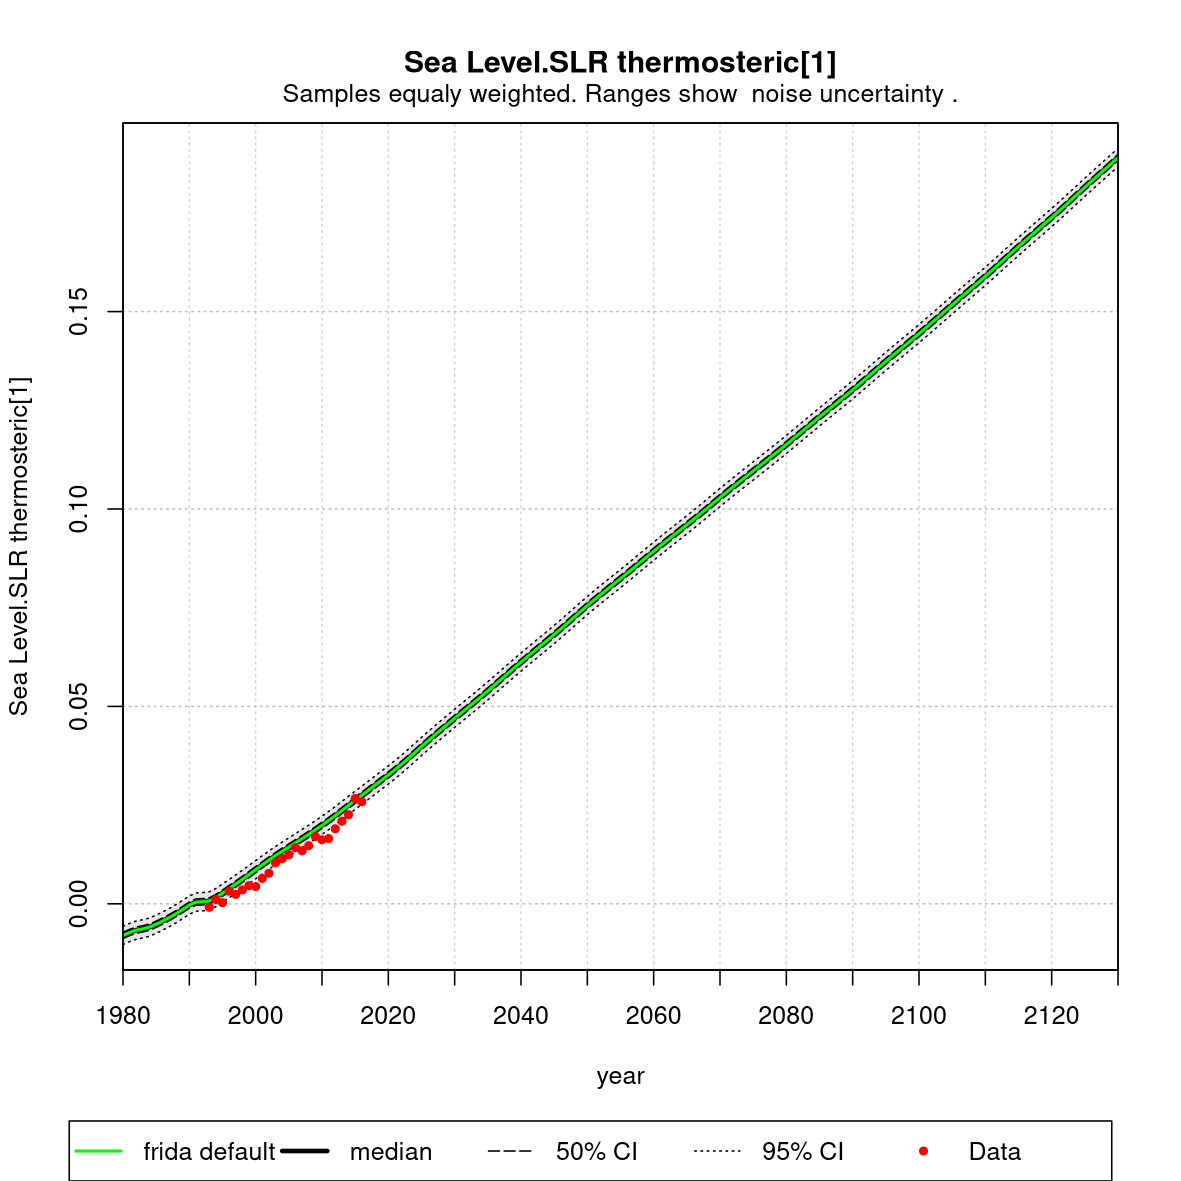 Sea Level.SLR thermosteric[1]
Samples equaly weighted. Ranges show  noise uncertainty .
Sea Level.SLR thermosteric[1]
0.15
0.10
0.05
0.00
1980 2000 2020 2040 2060 2080 2100 2120
year
frida default median 50% CI 95% CI Data